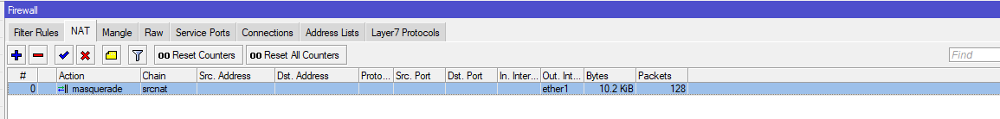 Firewall
Filter Rules NAT Mangle Raw Service Ports Connections Address Lists Layer7 Protocols
00 Reset Counters 00 Reset All Counters Find
# Action Chain Src. Address Dst. Address Proto... Src. Port Dst. Port In. Inter... Out. Int... Bytes Packets
0 masquerade srcnat ether1 10.2 KiB 128